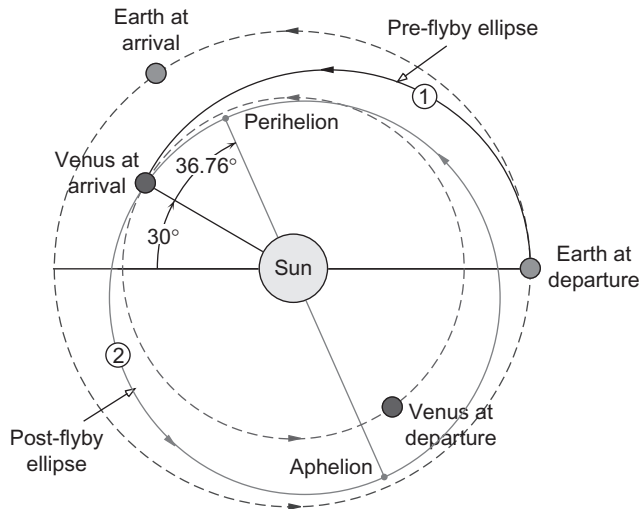 Earth at
arrival
Pre-flyby ellipse
1
Perihelion
Venus at
arrival
36.76°
30°
Sun
Earth at
departure
2
Venus at
departure
Post-flyby
ellipse
Aphelion